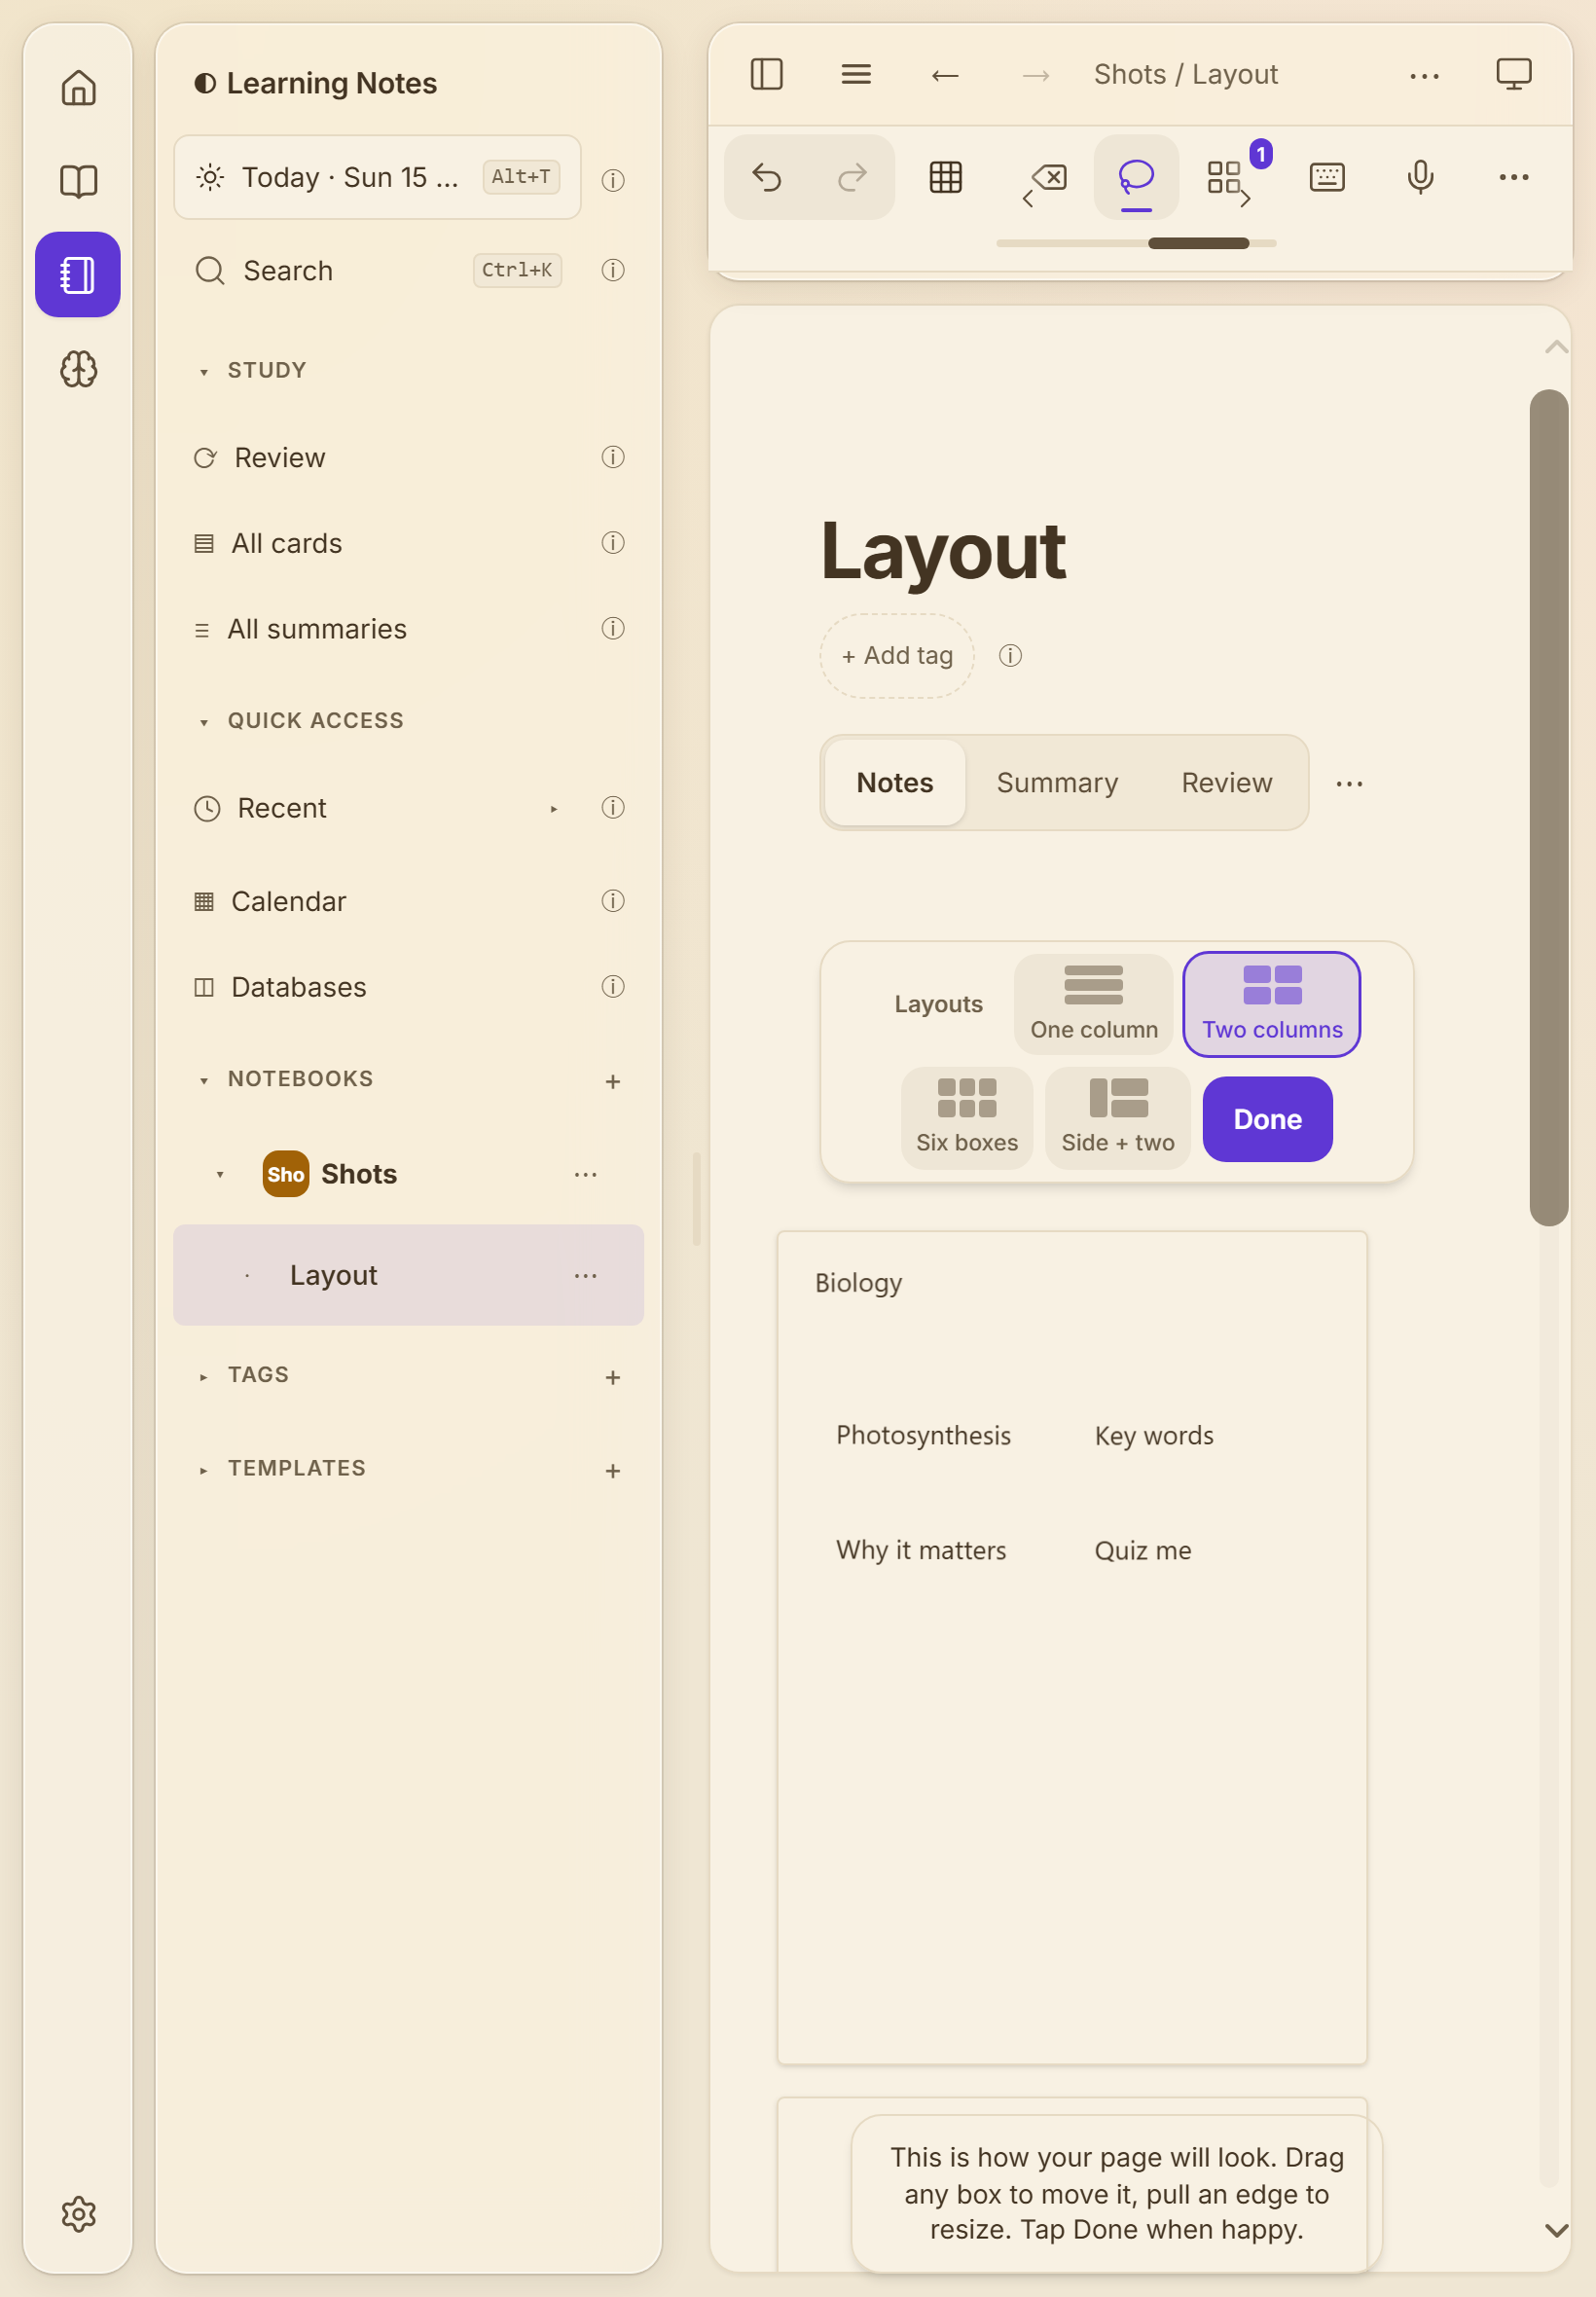 Learning Notes
Today · Sun 15 ... Alt+T
Search Ctrl+K
STUDY
Review
All cards
All summaries
QUICK ACCESS
Recent
Calendar
Databases
NOTEBOOKS +
Sho Shots ...
Layout ...
TAGS +
TEMPLATES +
Shots / Layout ...
1
Layout
+ Add tag
Notes Summary Review ...
Layouts One column Two columns
Six boxes Side + two Done
Biology
Photosynthesis Key words
Why it matters Quiz me
This is how your page will look. Drag
any box to move it, pull an edge to
resize. Tap Done when happy.